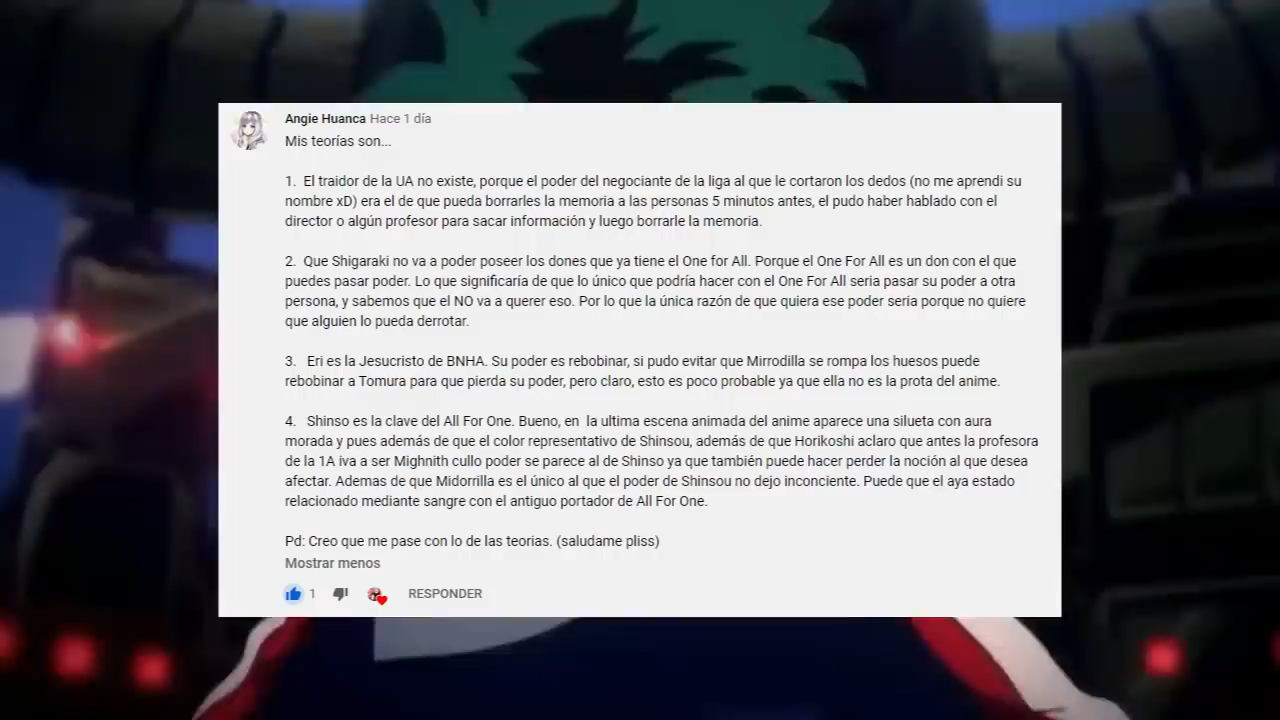 Angie Huanca Hace 1 día
Mis teorías son...
1. El traidor de la UA no existe, porque el poder del negociante de la liga al que le cortaron los dedos (no me aprendi su
nombre xD) era el de que pueda borrarles la memoria a las personas 5 minutos antes, el pudo haber hablado con el
director o algún profesor para sacar información y luego borrarle la memoria.
2. Que Shigaraki no va a poder poseer los dones que ya tiene el One for All. Porque el One For All es un don con el que
puedes pasar poder. Lo que significaría de que lo único que podría hacer con el One For All seria pasar su poder a otra
persona, y sabemos que el NO va a querer eso. Por lo que la única razón de que quiera ese poder seria porque no quiere
que alguien lo pueda derrotar.
3. Eri es la Jesucristo de BNHA. Su poder es rebobinar, si pudo evitar que Mirrodilla se rompa los huesos puede
rebobinar a Tomura para que pierda su poder, pero claro, esto es poco probable ya que ella no es la prota del anime.
4. Shinso es la clave del All For One. Bueno, en la ultima escena animada del anime aparece una silueta con aura
morada y pues además de que el color representativo de Shinsou, además de que Horikoshi aclaro que antes la profesora
de la 1A iva a ser Mighnith cullo poder se parece al de Shinso ya que también puede hacer perder la noción al que desea
afectar. Ademas de que Midorrilla es el único al que el poder de Shinsou no dejo inconciente. Puede que el aya estado
relacionado mediante sangre con el antiguo portador de All For One.
Pd: Creo que me pase con lo de las teorias. (saludame pliss)
Mostrar menos
1 RESPONDER